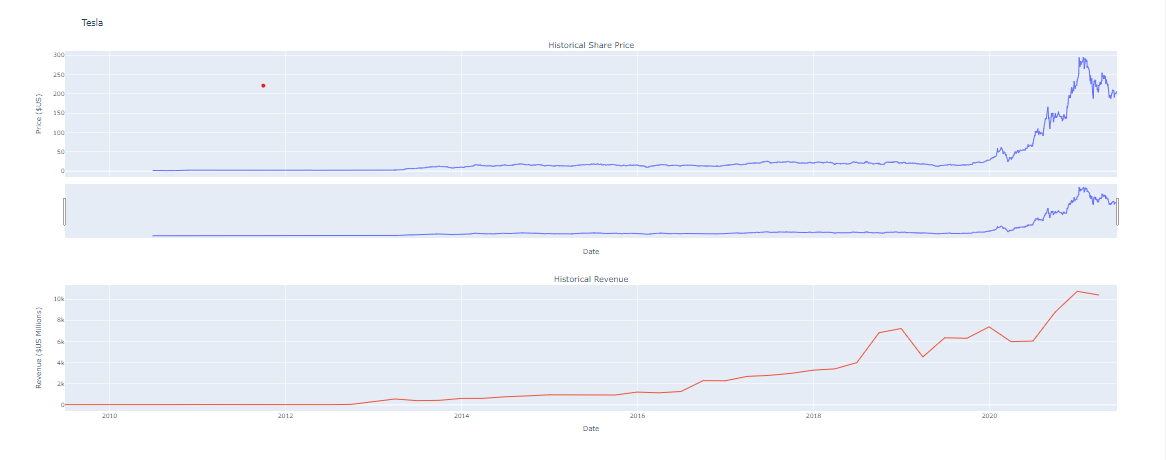 Tesla
Historical Share Price
300
250
200
150
100
50
0
Price ($US)
Date
Historical Revenue
10k
8k
6k
4k
2k
0
Revenue ($US Millions)
2010 2012 2014 2016 2018 2020
Date